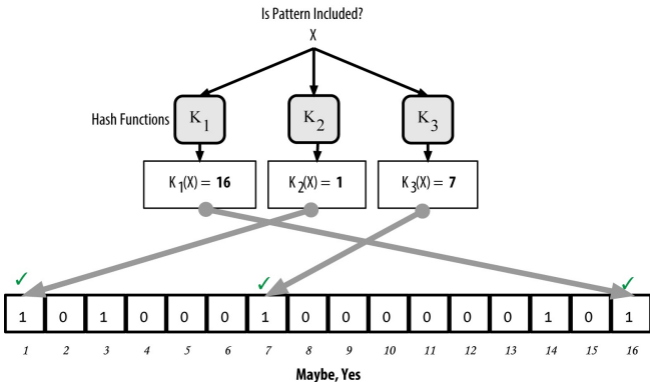 Is Pattern Included?
X
Hash Functions K1 K2 K3
K1(X) = 16 K2(X) = 1 K3(X) = 7
✓ ✓ ✓
1 0 1 0 0 0 1 0 0 0 0 0 0 1 0 1
1 2 3 4 5 6 7 8 9 10 11 12 13 14 15 16
Maybe, Yes